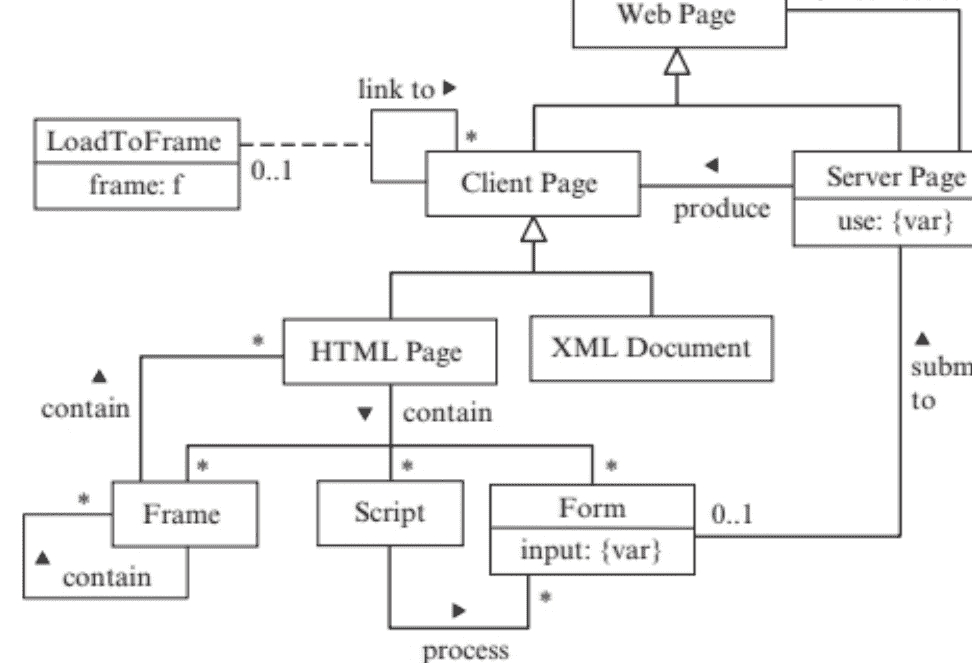 Web Page
link to ►
LoadToFrame
frame: f
0..1
*
Client Page
◄
produce
Server Page
use: {var}
*
HTML Page
XML Document
▲
contain
▼ contain
▲
subm
to
*
*
*
*
Frame
Script
Form
input: {var}
0..1
▲
contain
►
process
*